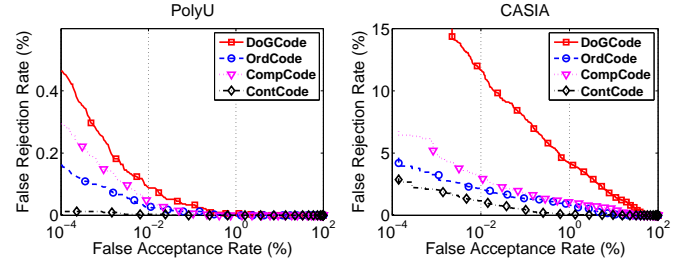 PolyU
False Rejection Rate (%)
0.4
0.2
0
DoGCode
OrdCode
CompCode
ContCode
10^-4
10^-2
10^0
10^2
False Acceptance Rate (%)
CASIA
False Rejection Rate (%)
15
10
5
0
DoGCode
OrdCode
CompCode
ContCode
10^-4
10^-2
10^0
10^2
False Acceptance Rate (%)